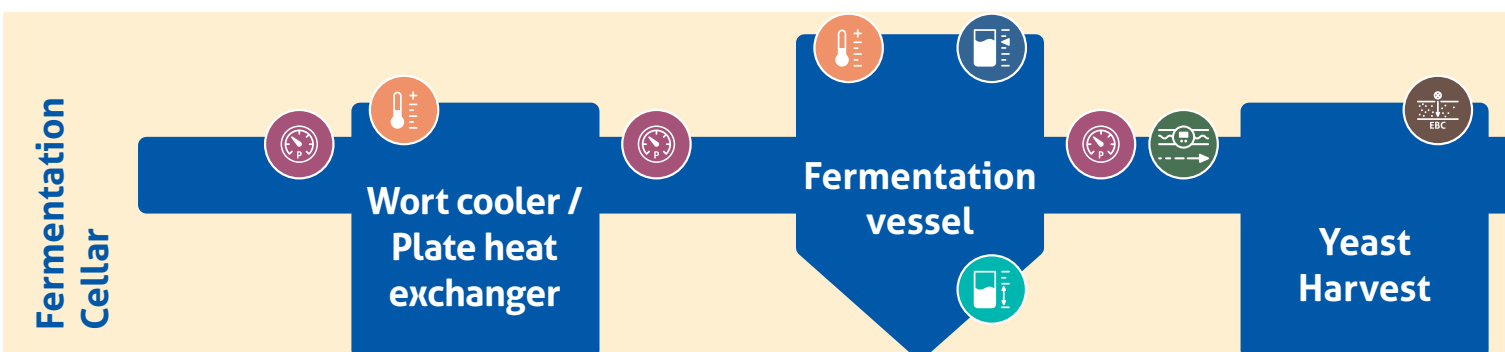 Fermentation
Cellar
P
Wort cooler /
Plate heat
exchanger
P
Fermentation
vessel
P
EBC
Yeast
Harvest